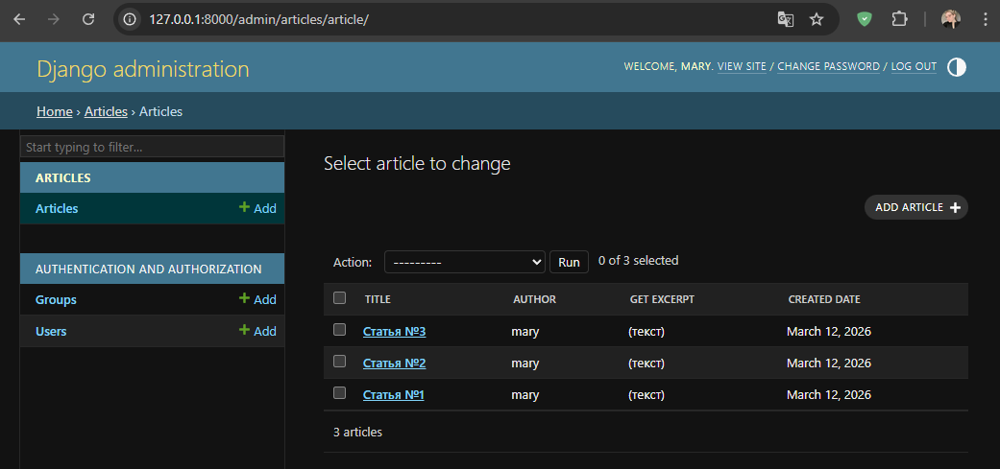 127.0.0.1:8000/admin/articles/article/
Django administration
WELCOME, MARY. VIEW SITE / CHANGE PASSWORD / LOG OUT
Home › Articles › Articles
Start typing to filter...
ARTICLES
Articles + Add
AUTHENTICATION AND AUTHORIZATION
Groups + Add
Users + Add
Select article to change
ADD ARTICLE +
Action: --------- Run 0 of 3 selected
TITLE AUTHOR GET EXCERPT CREATED DATE
Статья №3 mary (текст) March 12, 2026
Статья №2 mary (текст) March 12, 2026
Статья №1 mary (текст) March 12, 2026
3 articles